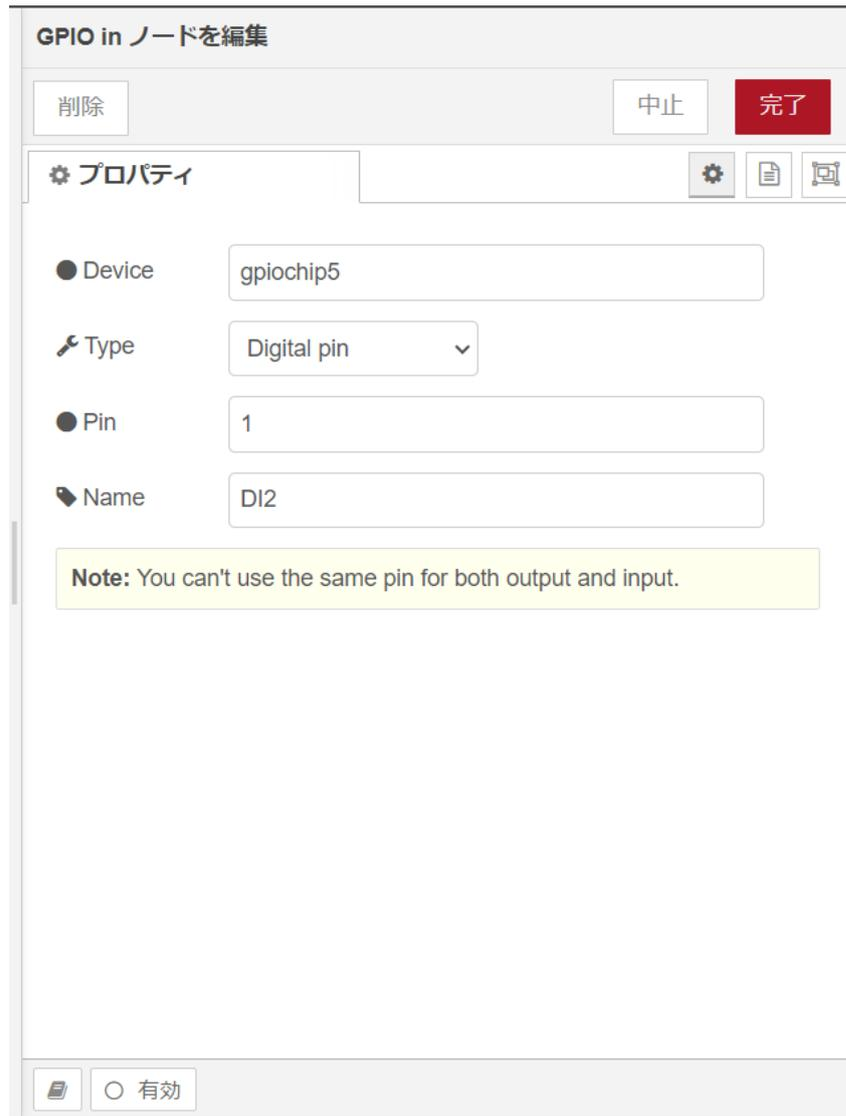 GPIO in ノードを編集
削除
中止
完了
プロパティ
Device
gpiochip5
Type
Digital pin
Pin
1
Name
DI2
Note: You can't use the same pin for both output and input.
有効